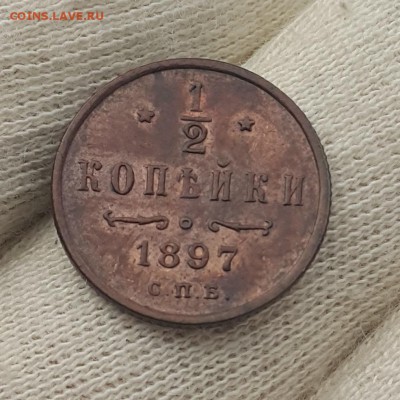 COINS.LAVE.RU
1/2
КОПѢЙКИ
1897
С.П.Б.